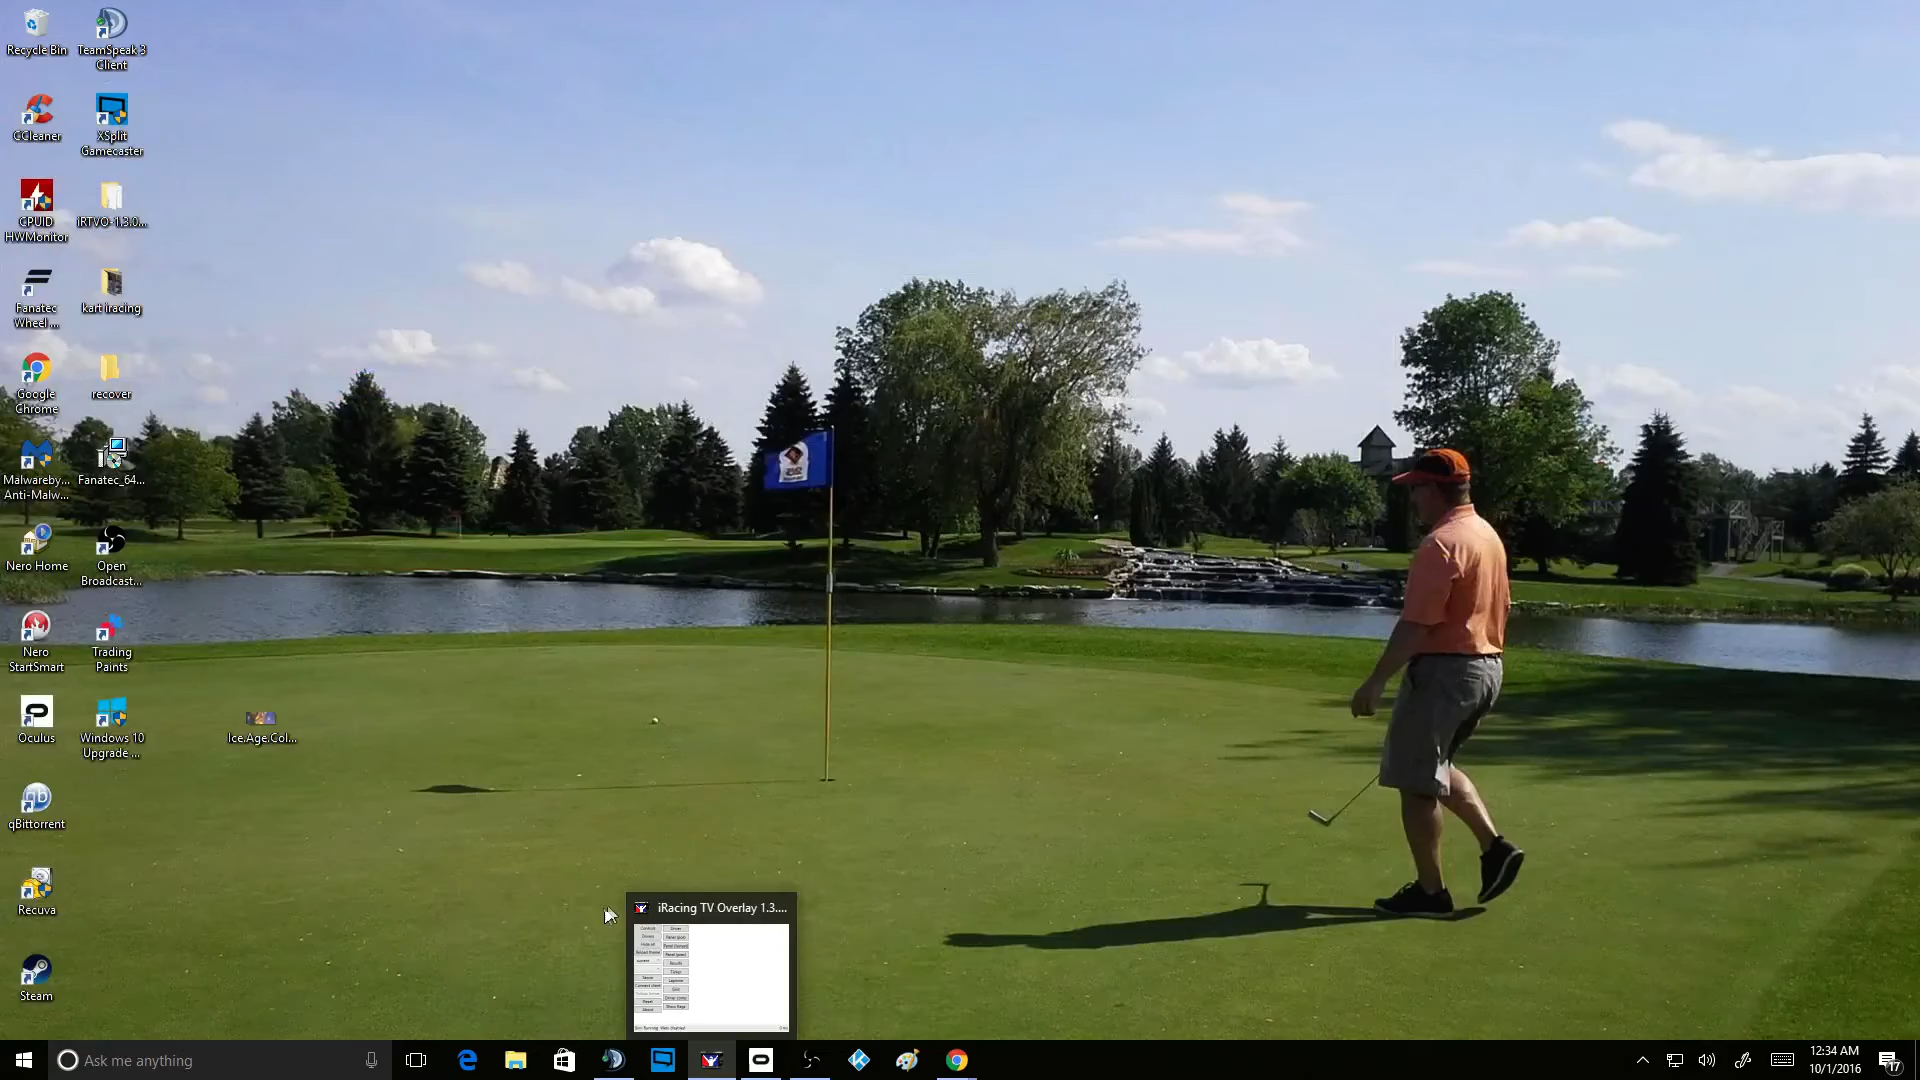 Recycle Bin
TeamSpeak 3
Client
CCleaner
XSplit
Gamecaster
CPUID
HWMonitor
iRTVO-1.3.0...
Fanatec
Wheel ...
kart iracing
Google
Chrome
recover
Malwareby...
Anti-Malw...
Fanatec_64...
Nero Home
Open
Broadcast...
Nero
StartSmart
Trading
Paints
Oculus
Windows 10
Upgrade ...
Ice.Age.Col...
qBittorrent
Recuva
Steam
iRacing TV Overlay 1.3....
Ask me anything
12:34 AM
10/1/2016
17